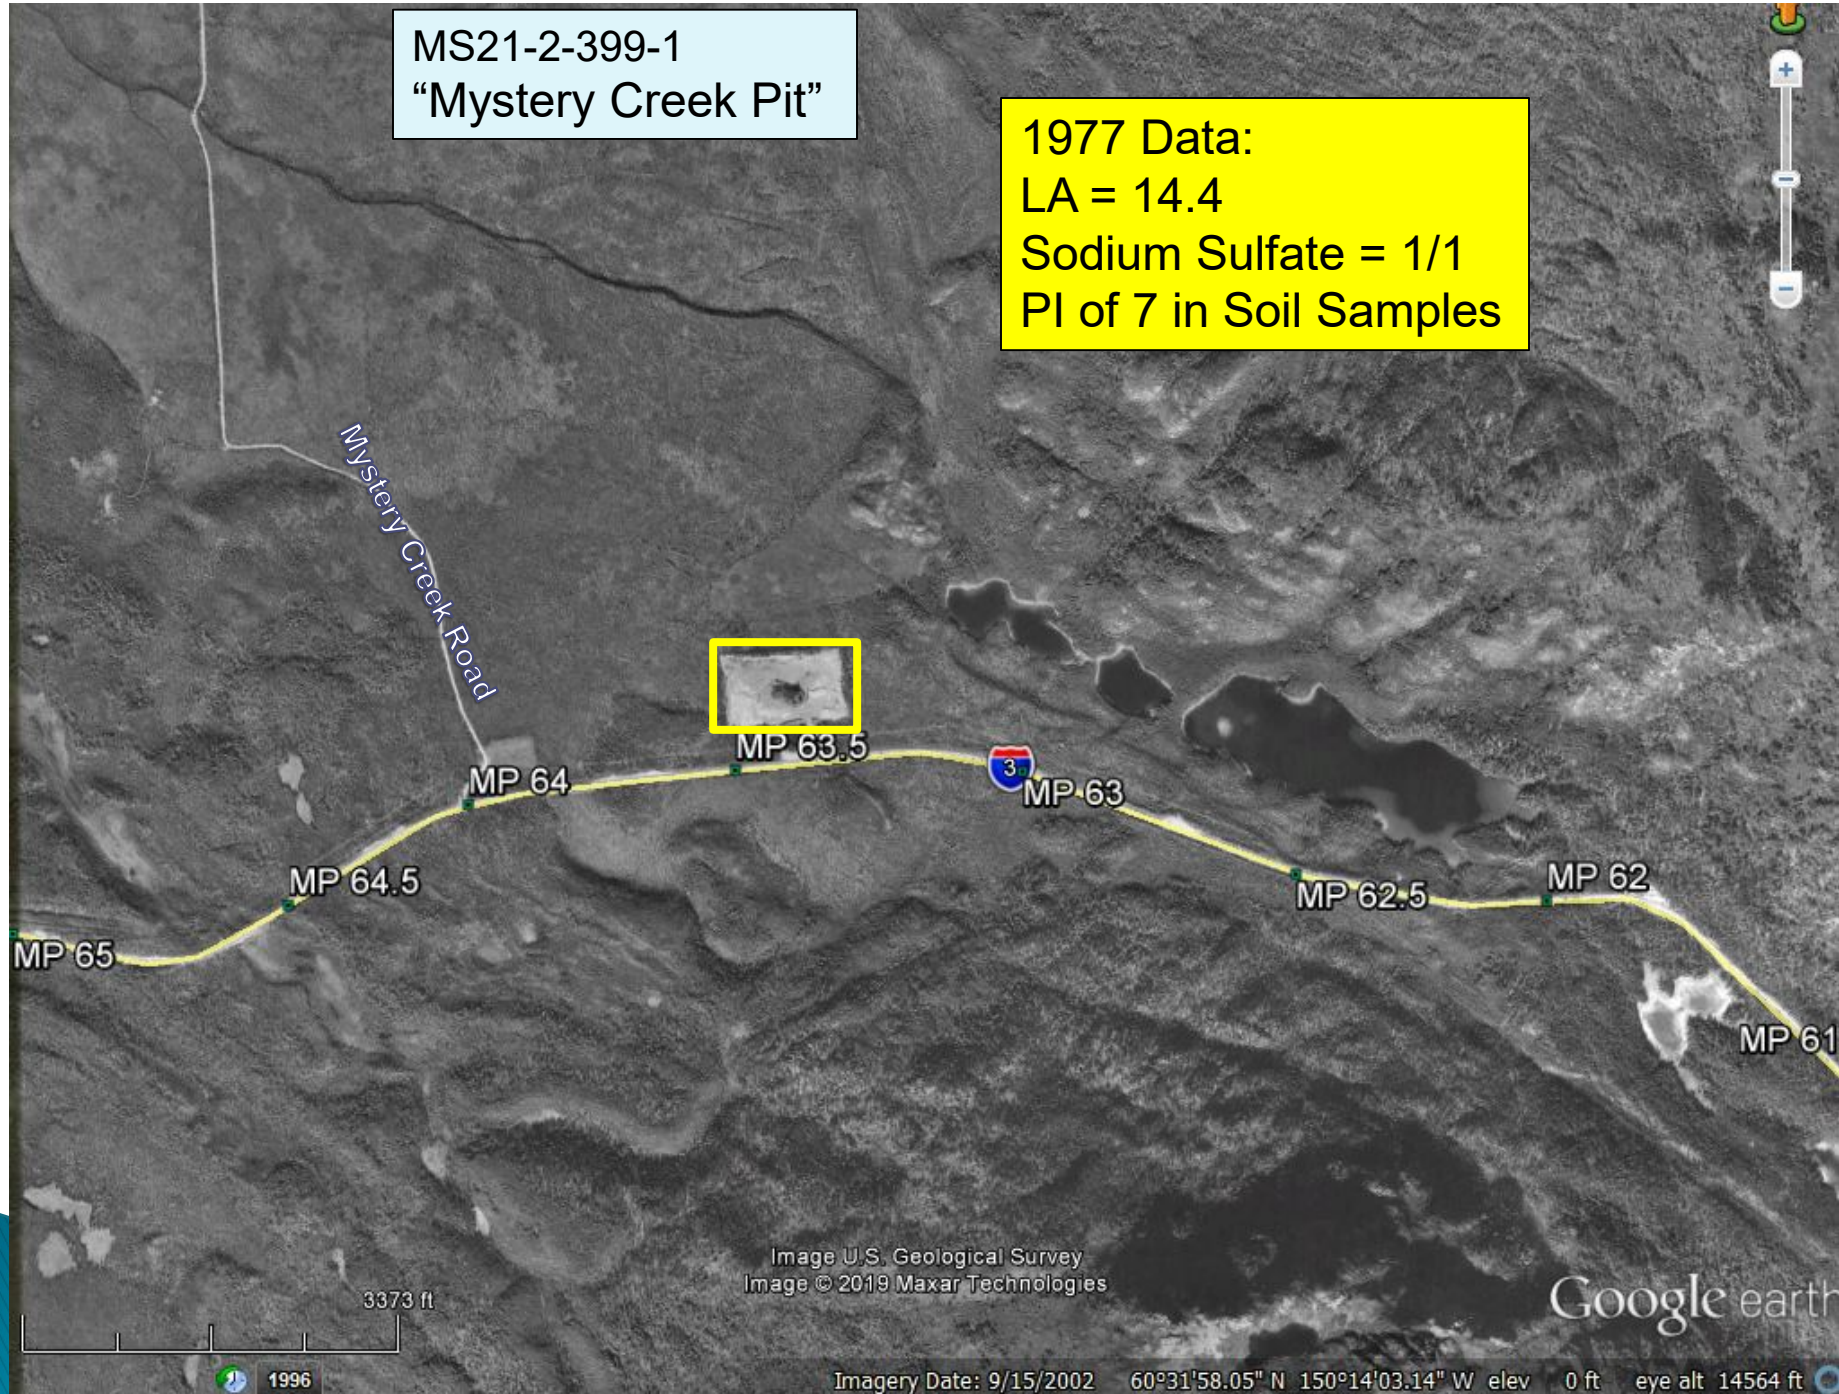 MS21-2-399-1
“Mystery Creek Pit”
1977 Data:
LA = 14.4
Sodium Sulfate = 1/1
PI of 7 in Soil Samples
Mystery Creek Road
MP 63.5
MP 64
3
MP 63
MP 64.5
MP 62.5
MP 62
MP 65
MP 61
Image U.S. Geological Survey
Image © 2019 Maxar Technologies
3373 ft
Google earth
1996
Imagery Date: 9/15/2002 60°31'58.05" N 150°14'03.14" W elev 0 ft eye alt 14564 ft